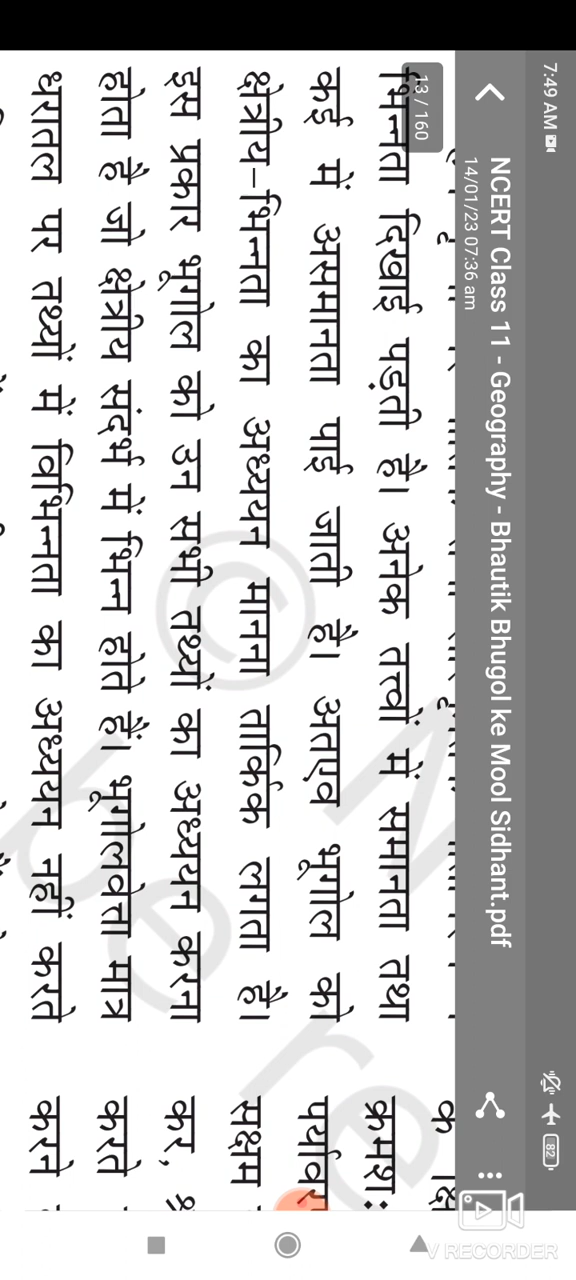 7:49 AM
82
NCERT Class 11 - Geography - Bhautik Bhugol ke Mool Sidhant.pdf
14/01/23 07:36 am
13 / 160
भिन्नता दिखाई पड़ती है। अनेक तत्त्वों में समानता तथा
कई में असमानता पाई जाती है। अतएव भूगोल को
क्षेत्रीय-भिन्नता का अध्ययन मानना तार्किक लगता है।
इस प्रकार भूगोल को उन सभी तथ्यों का अध्ययन करना
होता है जो क्षेत्रीय संदर्भ में भिन्न होते हैं। भूगोलवेत्ता मात्र
धरातल पर तथ्यों में विभिन्नता का अध्ययन नहीं करते
क्रमशः
सक्षम
कर,
करते
करने
V RECORDER